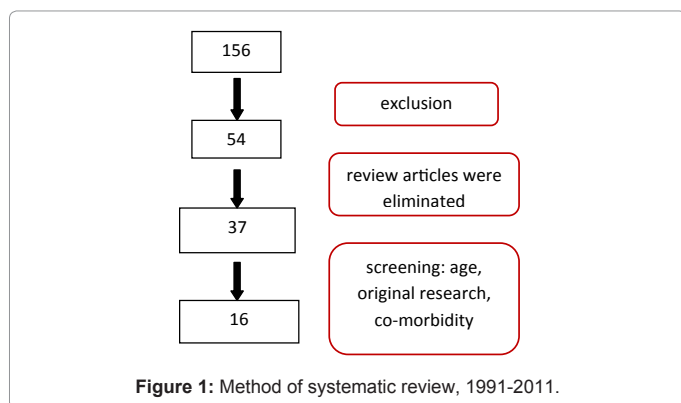 156
exclusion
54
review articles were
eliminated
37
screening: age,
original research,
co-morbidity
16
Figure 1: Method of systematic review, 1991-2011.